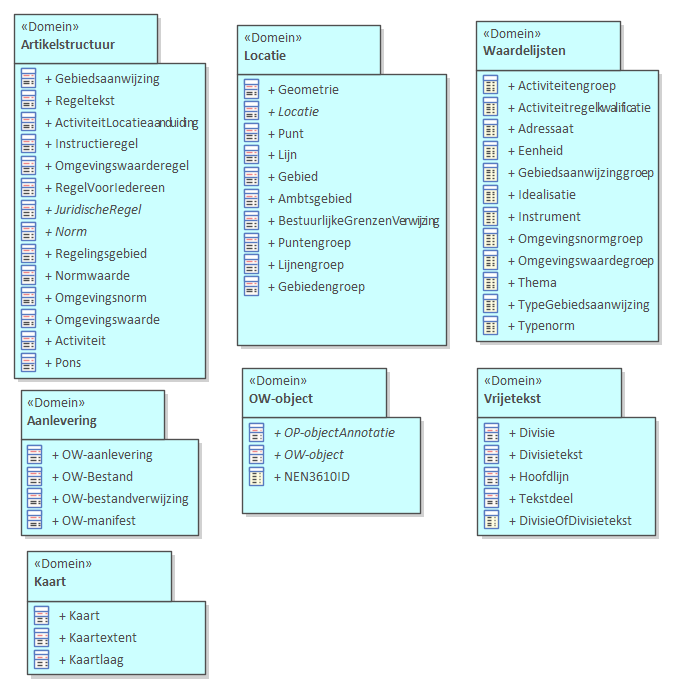 «Domein»
Artikelstructuur
+ Gebiedsaanwijzing
+ Regeltekst
+ ActiviteitLocatieaanduiding
+ Instructieregel
+ Omgevingswaarderegel
+ RegelVoorIedereen
+ JuridischeRegel
+ Norm
+ Regelingsgebied
+ Normwaarde
+ Omgevingsnorm
+ Omgevingswaarde
+ Activiteit
+ Pons
«Domein»
Locatie
+ Geometrie
+ Locatie
+ Punt
+ Lijn
+ Gebied
+ Ambtsgebied
+ BestuurlijkeGrenzenVerwijzing
+ Puntengroep
+ Lijnengroep
+ Gebiedengroep
«Domein»
Waardelijsten
+ Activiteitengroep
+ Activiteitregelkwalificatie
+ Adressaat
+ Eenheid
+ Gebiedsaanwijzinggroep
+ Idealisatie
+ Instrument
+ Omgevingsnormgroep
+ Omgevingswaardegroep
+ Thema
+ TypeGebiedsaanwijzing
+ Typenorm
«Domein»
Aanlevering
+ OW-aanlevering
+ OW-Bestand
+ OW-bestandverwijzing
+ OW-manifest
«Domein»
OW-object
+ OP-objectAnnotatie
+ OW-object
+ NEN3610ID
«Domein»
Vrijetekst
+ Divisie
+ Divisietekst
+ Hoofdlijn
+ Tekstdeel
+ DivisieOfDivisietekst
«Domein»
Kaart
+ Kaart
+ Kaartextent
+ Kaartlaag